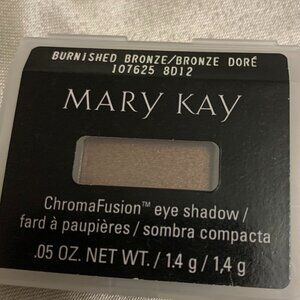 BURNISHED BRONZE/BRONZE DORÉ
107625 8D12
MARY KAY
ChromaFusion™ eye shadow /
fard à paupières / sombra compacta
.05 OZ. NET WT. / 1.4 g / 1,4 g